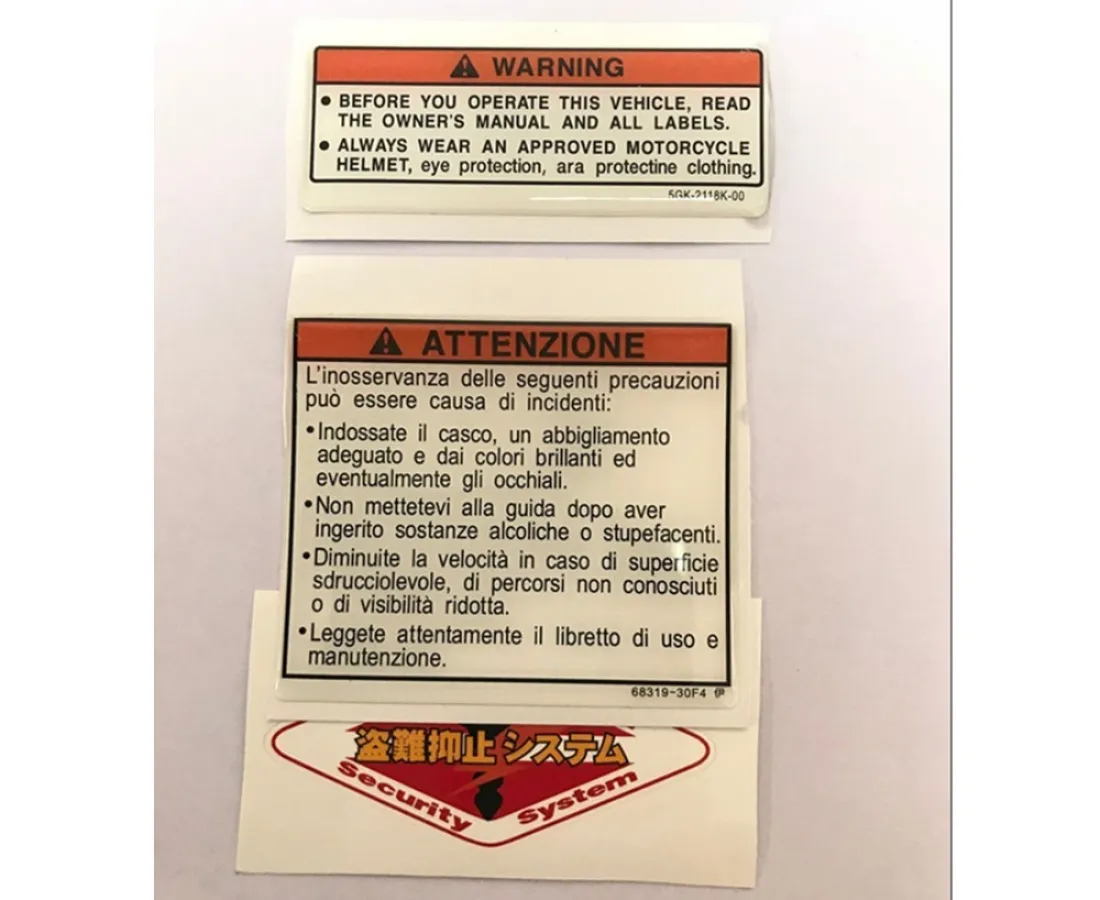 WARNING
● BEFORE YOU OPERATE THIS VEHICLE, READ
THE OWNER'S MANUAL AND ALL LABELS.
● ALWAYS WEAR AN APPROVED MOTORCYCLE
HELMET, eye protection, ara protectine clothing.
5GK-2118K-00
ATTENZIONE
L'inosservanza delle seguenti precauzioni
può essere causa di incidenti:
•Indossate il casco, un abbigliamento
adeguato e dai colori brillanti ed
eventualmente gli occhiali.
•Non mettetevi alla guida dopo aver
ingerito sostanze alcoliche o stupefacenti.
•Diminuite la velocità in caso di superficie
sdrucciolevole, di percorsi non conosciuti
o di visibilità ridotta.
•Leggete attentamente il libretto di uso e
manutenzione.
68319-30F4 伊
盗難抑止システム
Security System